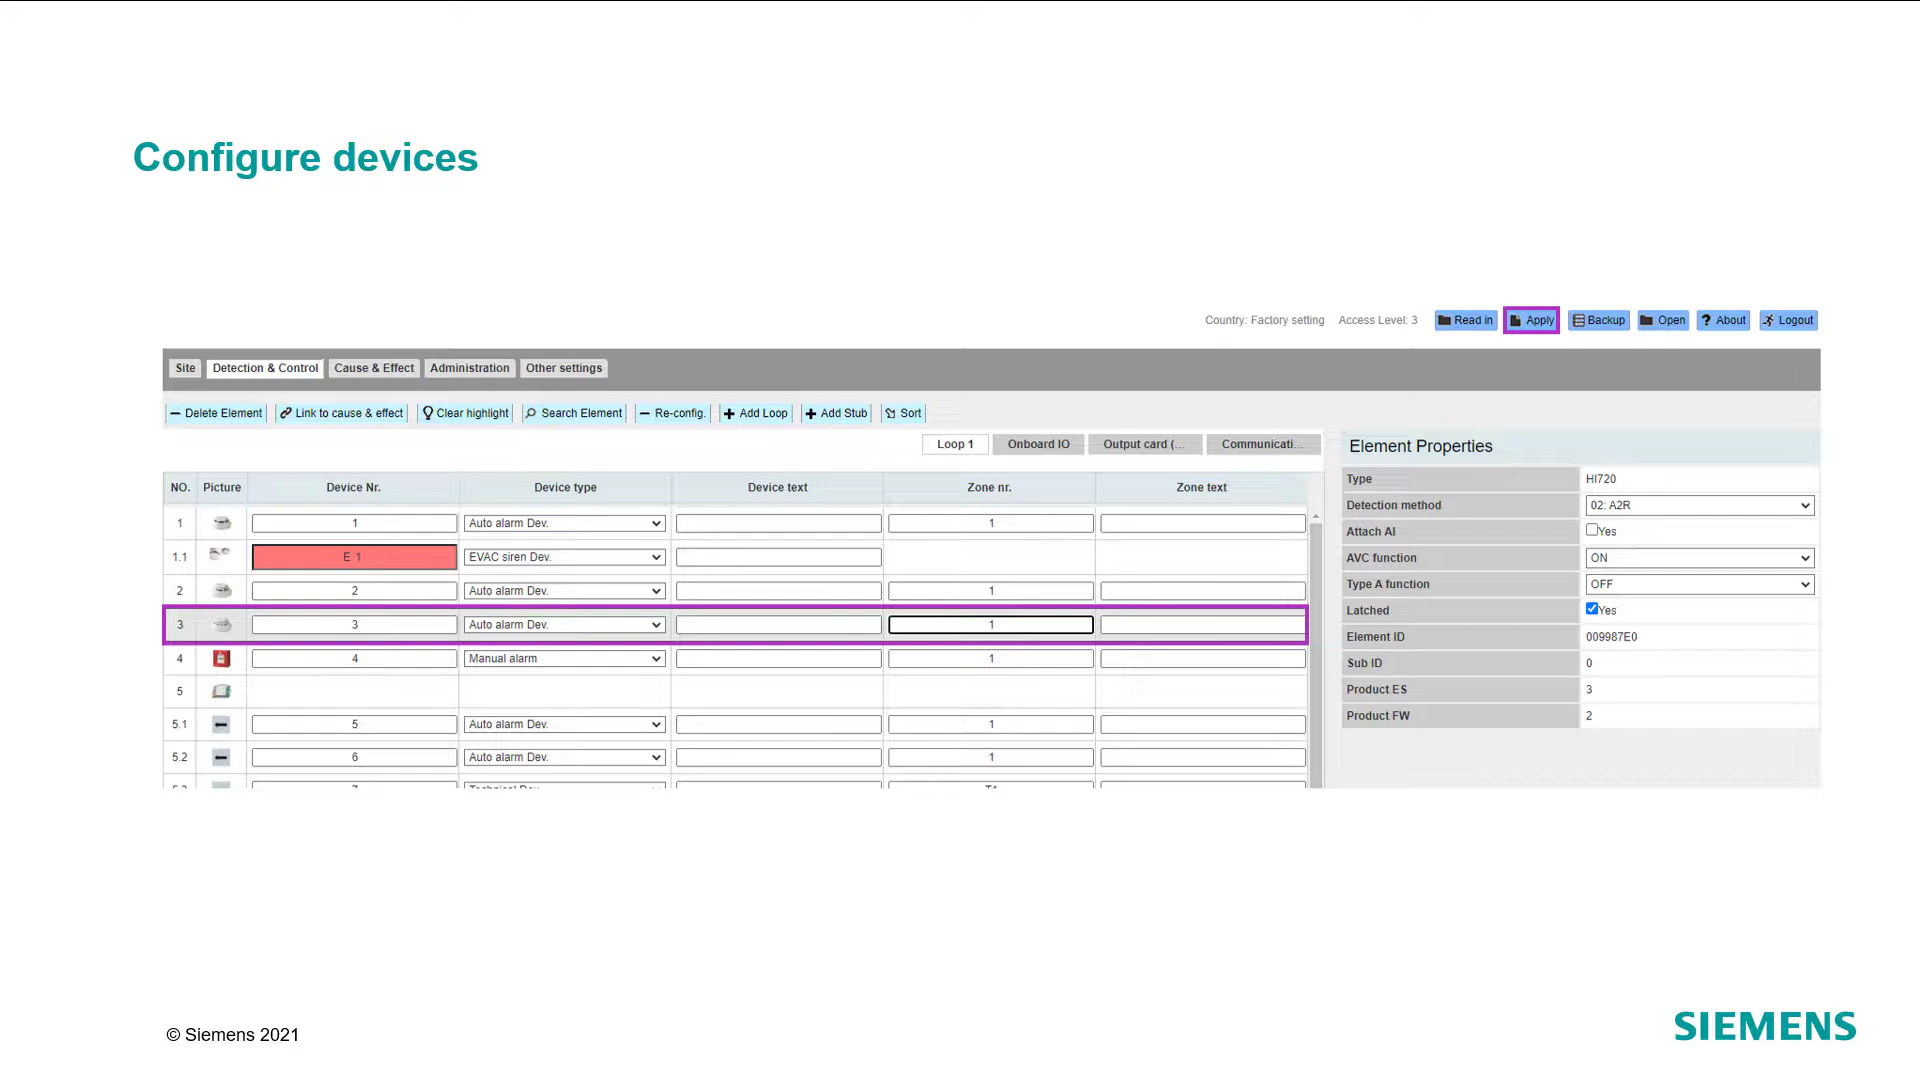 Configure devices
Country: Factory setting Access Level: 3 Read in Apply Backup Open ? About Logout
Site Detection & Control Cause & Effect Administration Other settings
Delete Element Link to cause & effect Clear highlight Search Element Re-config. Add Loop Add Stub Sort
Loop 1 Onboard IO Output card (... Communicati...
NO. Picture Device Nr. Device type Device text Zone nr. Zone text
1 1 Auto alarm Dev. 1
1.1 E 1 EVAC siren Dev.
2 2 Auto alarm Dev. 1
3 3 Auto alarm Dev. 1
4 4 Manual alarm 1
5
5.1 5 Auto alarm Dev. 1
5.2 6 Auto alarm Dev. 1
Element Properties
Type HI720
Detection method 02: A2R
Attach AI Yes
AVC function ON
Type A function OFF
Latched Yes
Element ID 009987E0
Sub ID 0
Product ES 3
Product FW 2
© Siemens 2021
SIEMENS